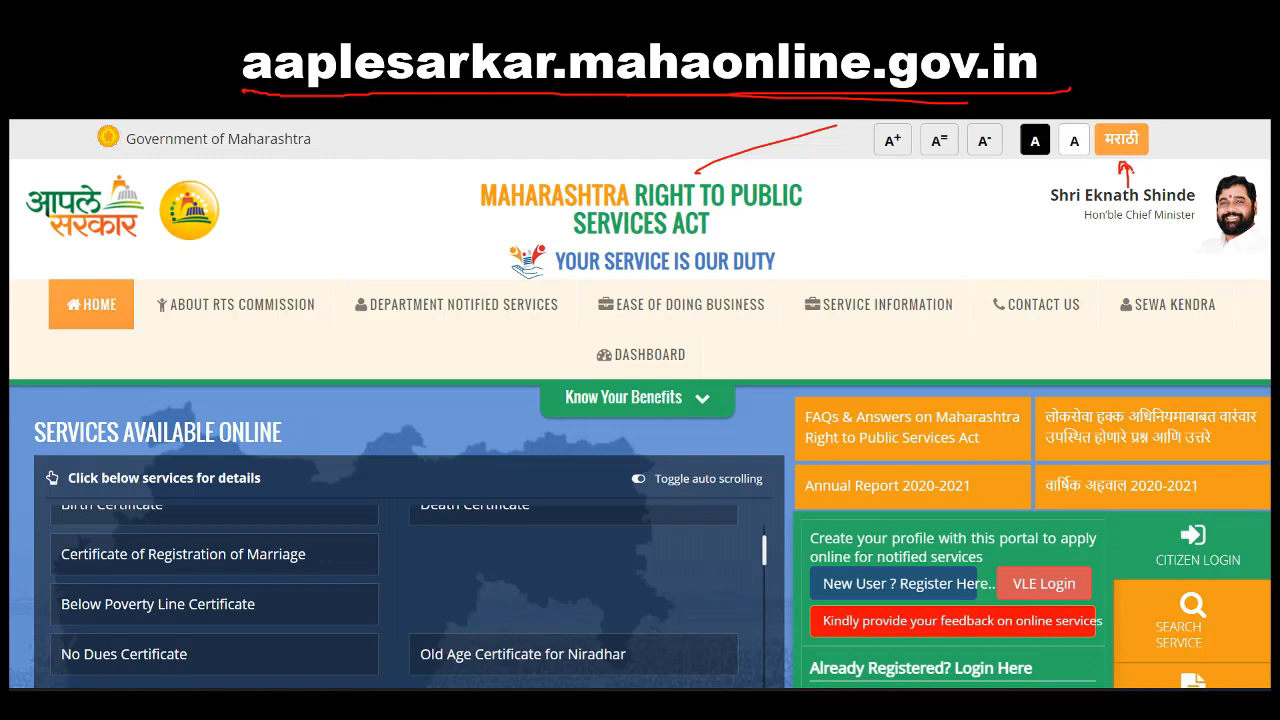 aaplesarkar.mahaonline.gov.in
Government of Maharashtra
A+
A=
A-
A
A
मराठी
आपले
सरकार
MAHARASHTRA RIGHT TO PUBLIC
SERVICES ACT
YOUR SERVICE IS OUR DUTY
Shri Eknath Shinde
Hon'ble Chief Minister
HOME
ABOUT RTS COMMISSION
DEPARTMENT NOTIFIED SERVICES
EASE OF DOING BUSINESS
SERVICE INFORMATION
CONTACT US
SEWA KENDRA
DASHBOARD
Know Your Benefits
SERVICES AVAILABLE ONLINE
Click below services for details
Toggle auto scrolling
Birth Certificate
Death Certificate
Certificate of Registration of Marriage
Below Poverty Line Certificate
No Dues Certificate
Old Age Certificate for Niradhar
FAQs & Answers on Maharashtra
Right to Public Services Act
लोकसेवा हक्क अधिनियमाबाबत वारंवार
उपस्थित होणारे प्रश्न आणि उत्तरे
Annual Report 2020-2021
वार्षिक अहवाल 2020-2021
Create your profile with this portal to apply
online for notified services
New User ? Register Here..
VLE Login
Kindly provide your feedback on online services
Already Registered? Login Here
CITIZEN LOGIN
SEARCH
SERVICE